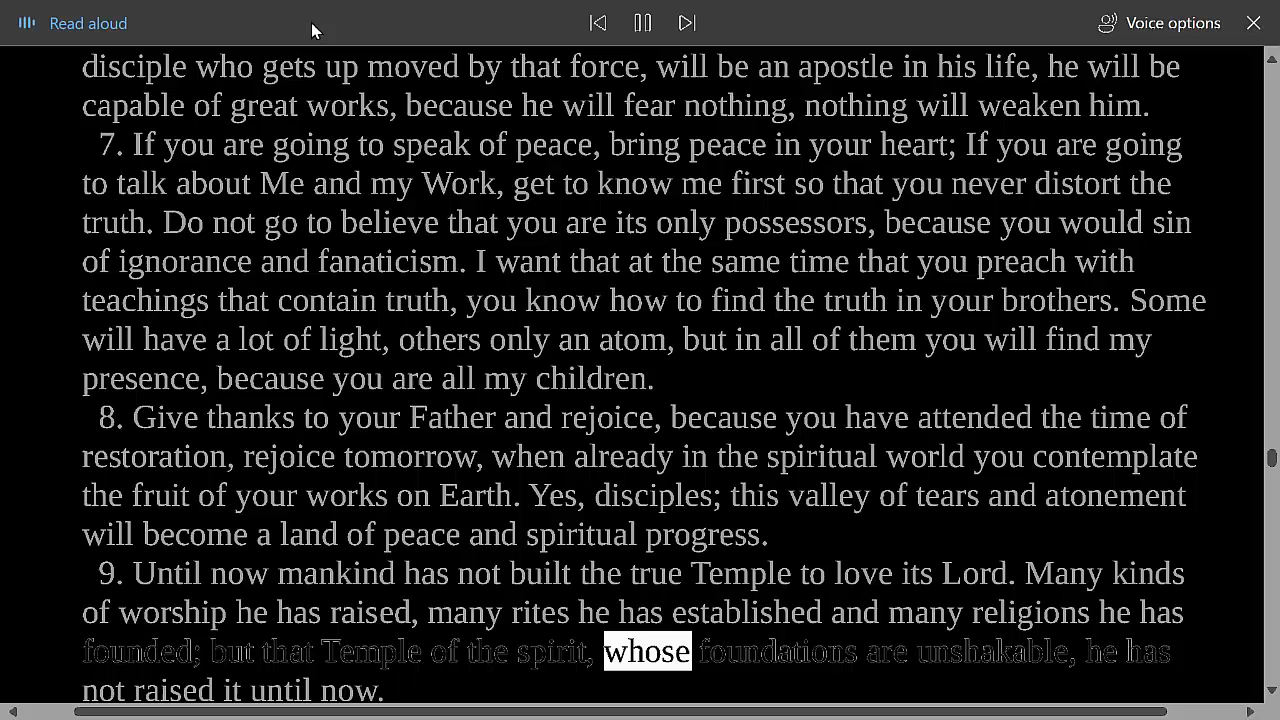 Read aloud
Voice options
disciple who gets up moved by that force, will be an apostle in his life, he will be
capable of great works, because he will fear nothing, nothing will weaken him.
7. If you are going to speak of peace, bring peace in your heart; If you are going
to talk about Me and my Work, get to know me first so that you never distort the
truth. Do not go to believe that you are its only possessors, because you would sin
of ignorance and fanaticism. I want that at the same time that you preach with
teachings that contain truth, you know how to find the truth in your brothers. Some
will have a lot of light, others only an atom, but in all of them you will find my
presence, because you are all my children.
8. Give thanks to your Father and rejoice, because you have attended the time of
restoration, rejoice tomorrow, when already in the spiritual world you contemplate
the fruit of your works on Earth. Yes, disciples; this valley of tears and atonement
will become a land of peace and spiritual progress.
9. Until now mankind has not built the true Temple to love its Lord. Many kinds
of worship he has raised, many rites he has established and many religions he has
founded; but that Temple of the spirit, whose foundations are unshakable, he has
not raised it until now.